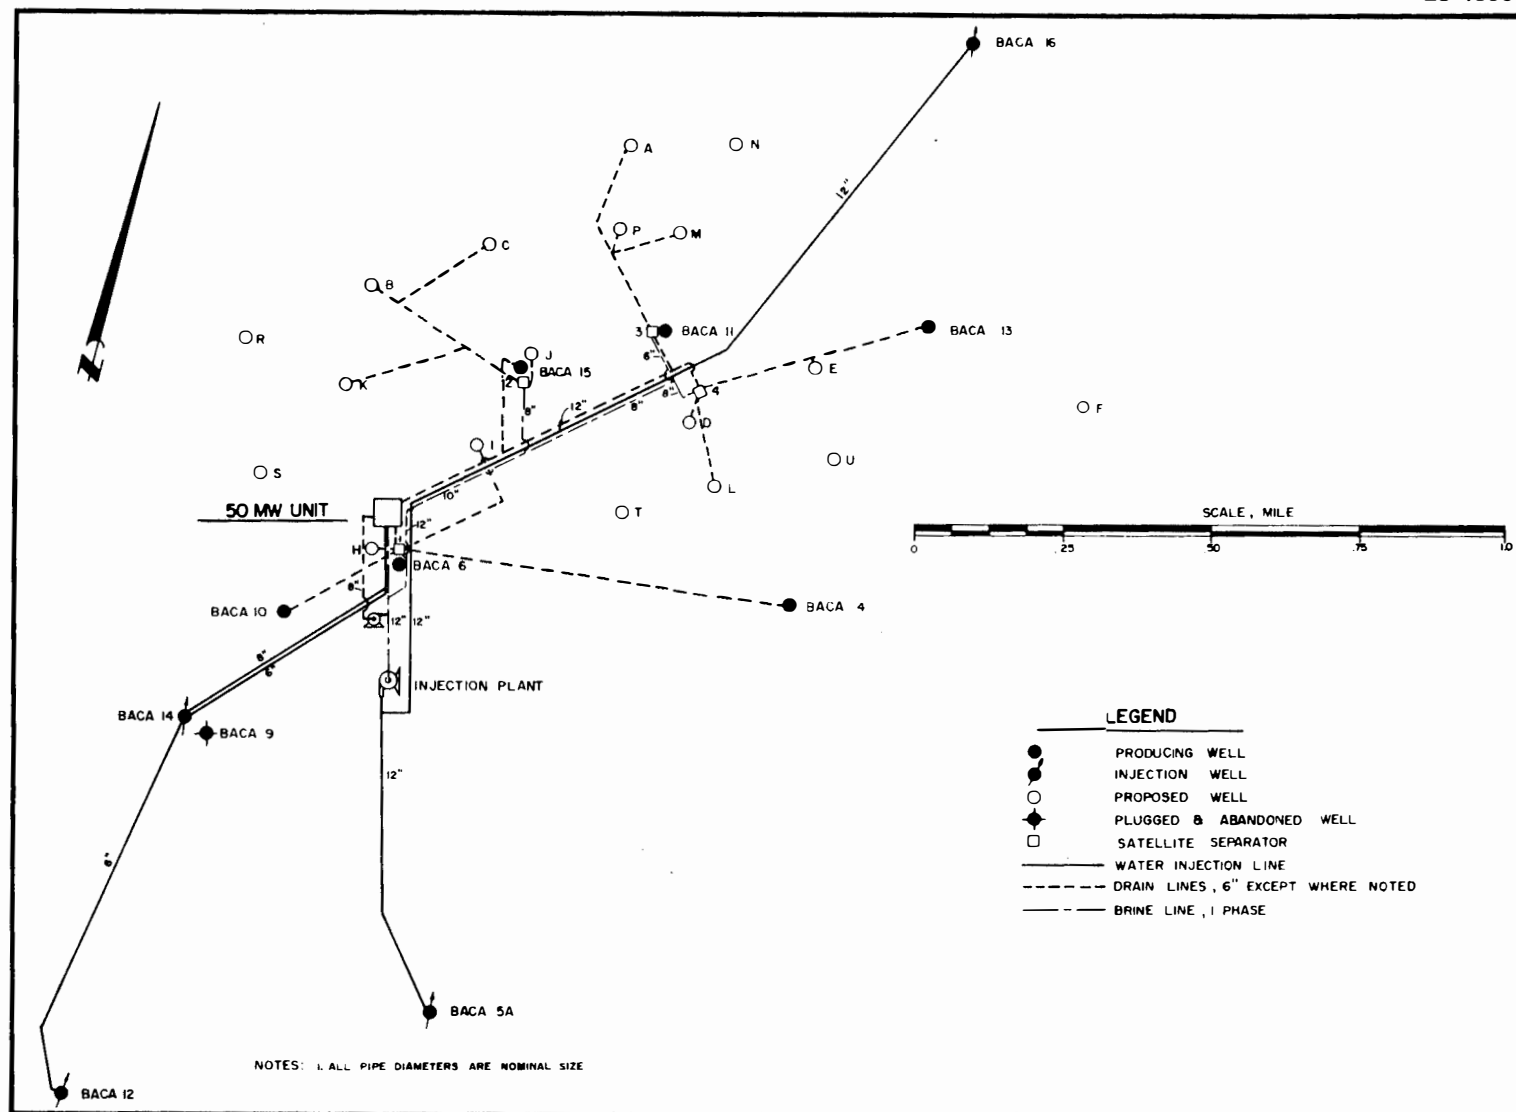 BACA 16
A
N
12"
P
M
C
B
3
BACA 11
BACA 13
R
6"
J
BACA 15
2
E
K
8"
4
12"
8"
8"
D
F
I
U
S
L
10"
50 MW UNIT
T
SCALE, MILE
12"
0 .25 .50 .75 1.0
H
BACA 6
8"
BACA 10
BACA 4
12"
12"
8"
6"
INJECTION PLANT
BACA 14
BACA 9
LEGEND
PRODUCING WELL
12"
INJECTION WELL
PROPOSED WELL
PLUGGED & ABANDONED WELL
SATELLITE SEPARATOR
8"
WATER INJECTION LINE
DRAIN LINES, 6" EXCEPT WHERE NOTED
BRINE LINE, 1 PHASE
BACA 5A
NOTES: 1. ALL PIPE DIAMETERS ARE NOMINAL SIZE
BACA 12
N